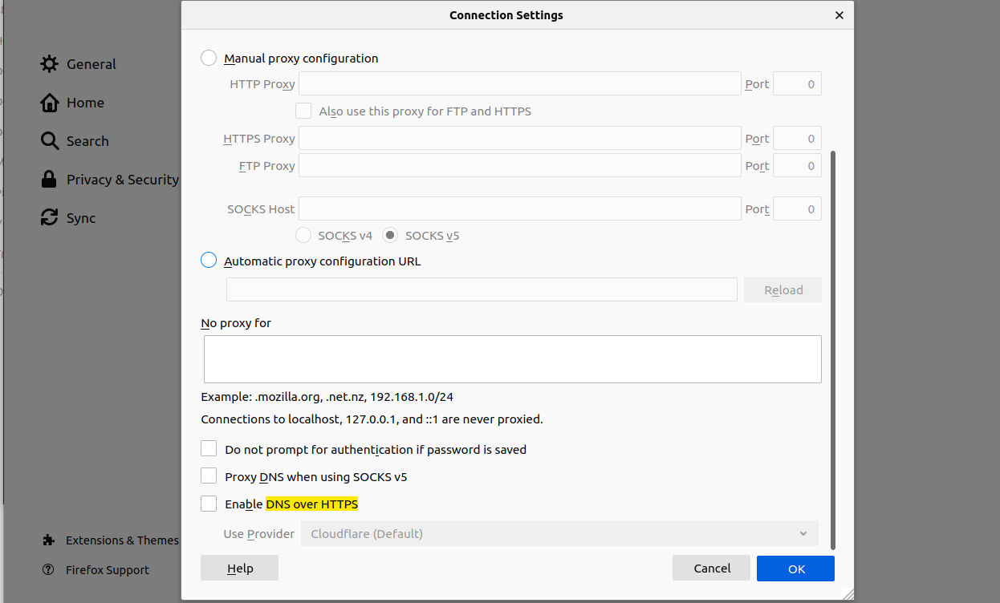 Connection Settings
General
Home
Search
Privacy & Security
Sync
Extensions & Themes
Firefox Support
Manual proxy configuration
HTTP Proxy Port 0
Also use this proxy for FTP and HTTPS
HTTPS Proxy Port 0
FTP Proxy Port 0
SOCKS Host Port 0
SOCKS v4 SOCKS v5
Automatic proxy configuration URL
Reload
No proxy for
Example: .mozilla.org, .net.nz, 192.168.1.0/24
Connections to localhost, 127.0.0.1, and ::1 are never proxied.
Do not prompt for authentication if password is saved
Proxy DNS when using SOCKS v5
Enable DNS over HTTPS
Use Provider Cloudflare (Default)
Help Cancel OK